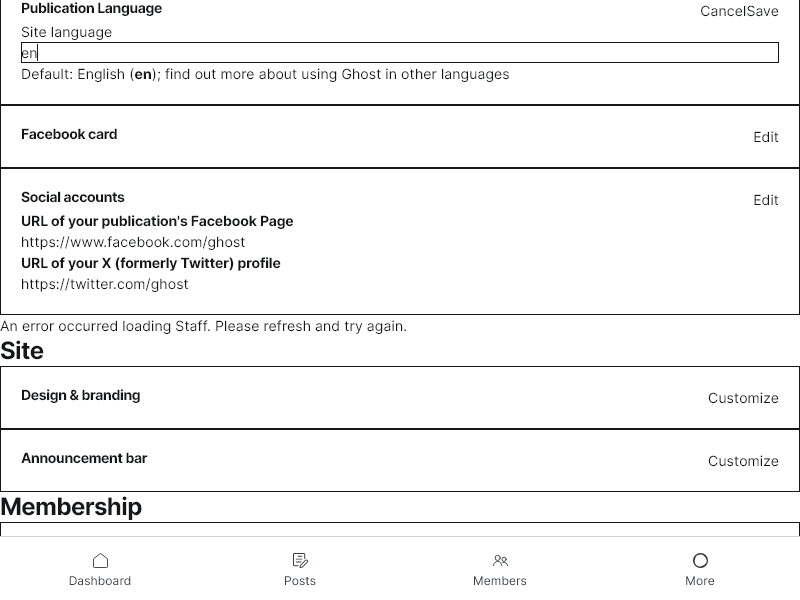 Publication Language
CancelSave
Site language
en
Default: English (en); find out more about using Ghost in other languages
Facebook card
Edit
Social accounts
Edit
URL of your publication's Facebook Page
https://www.facebook.com/ghost
URL of your X (formerly Twitter) profile
https://twitter.com/ghost
An error occurred loading Staff. Please refresh and try again.
Site
Design & branding
Customize
Announcement bar
Customize
Membership
Dashboard
Posts
Members
More